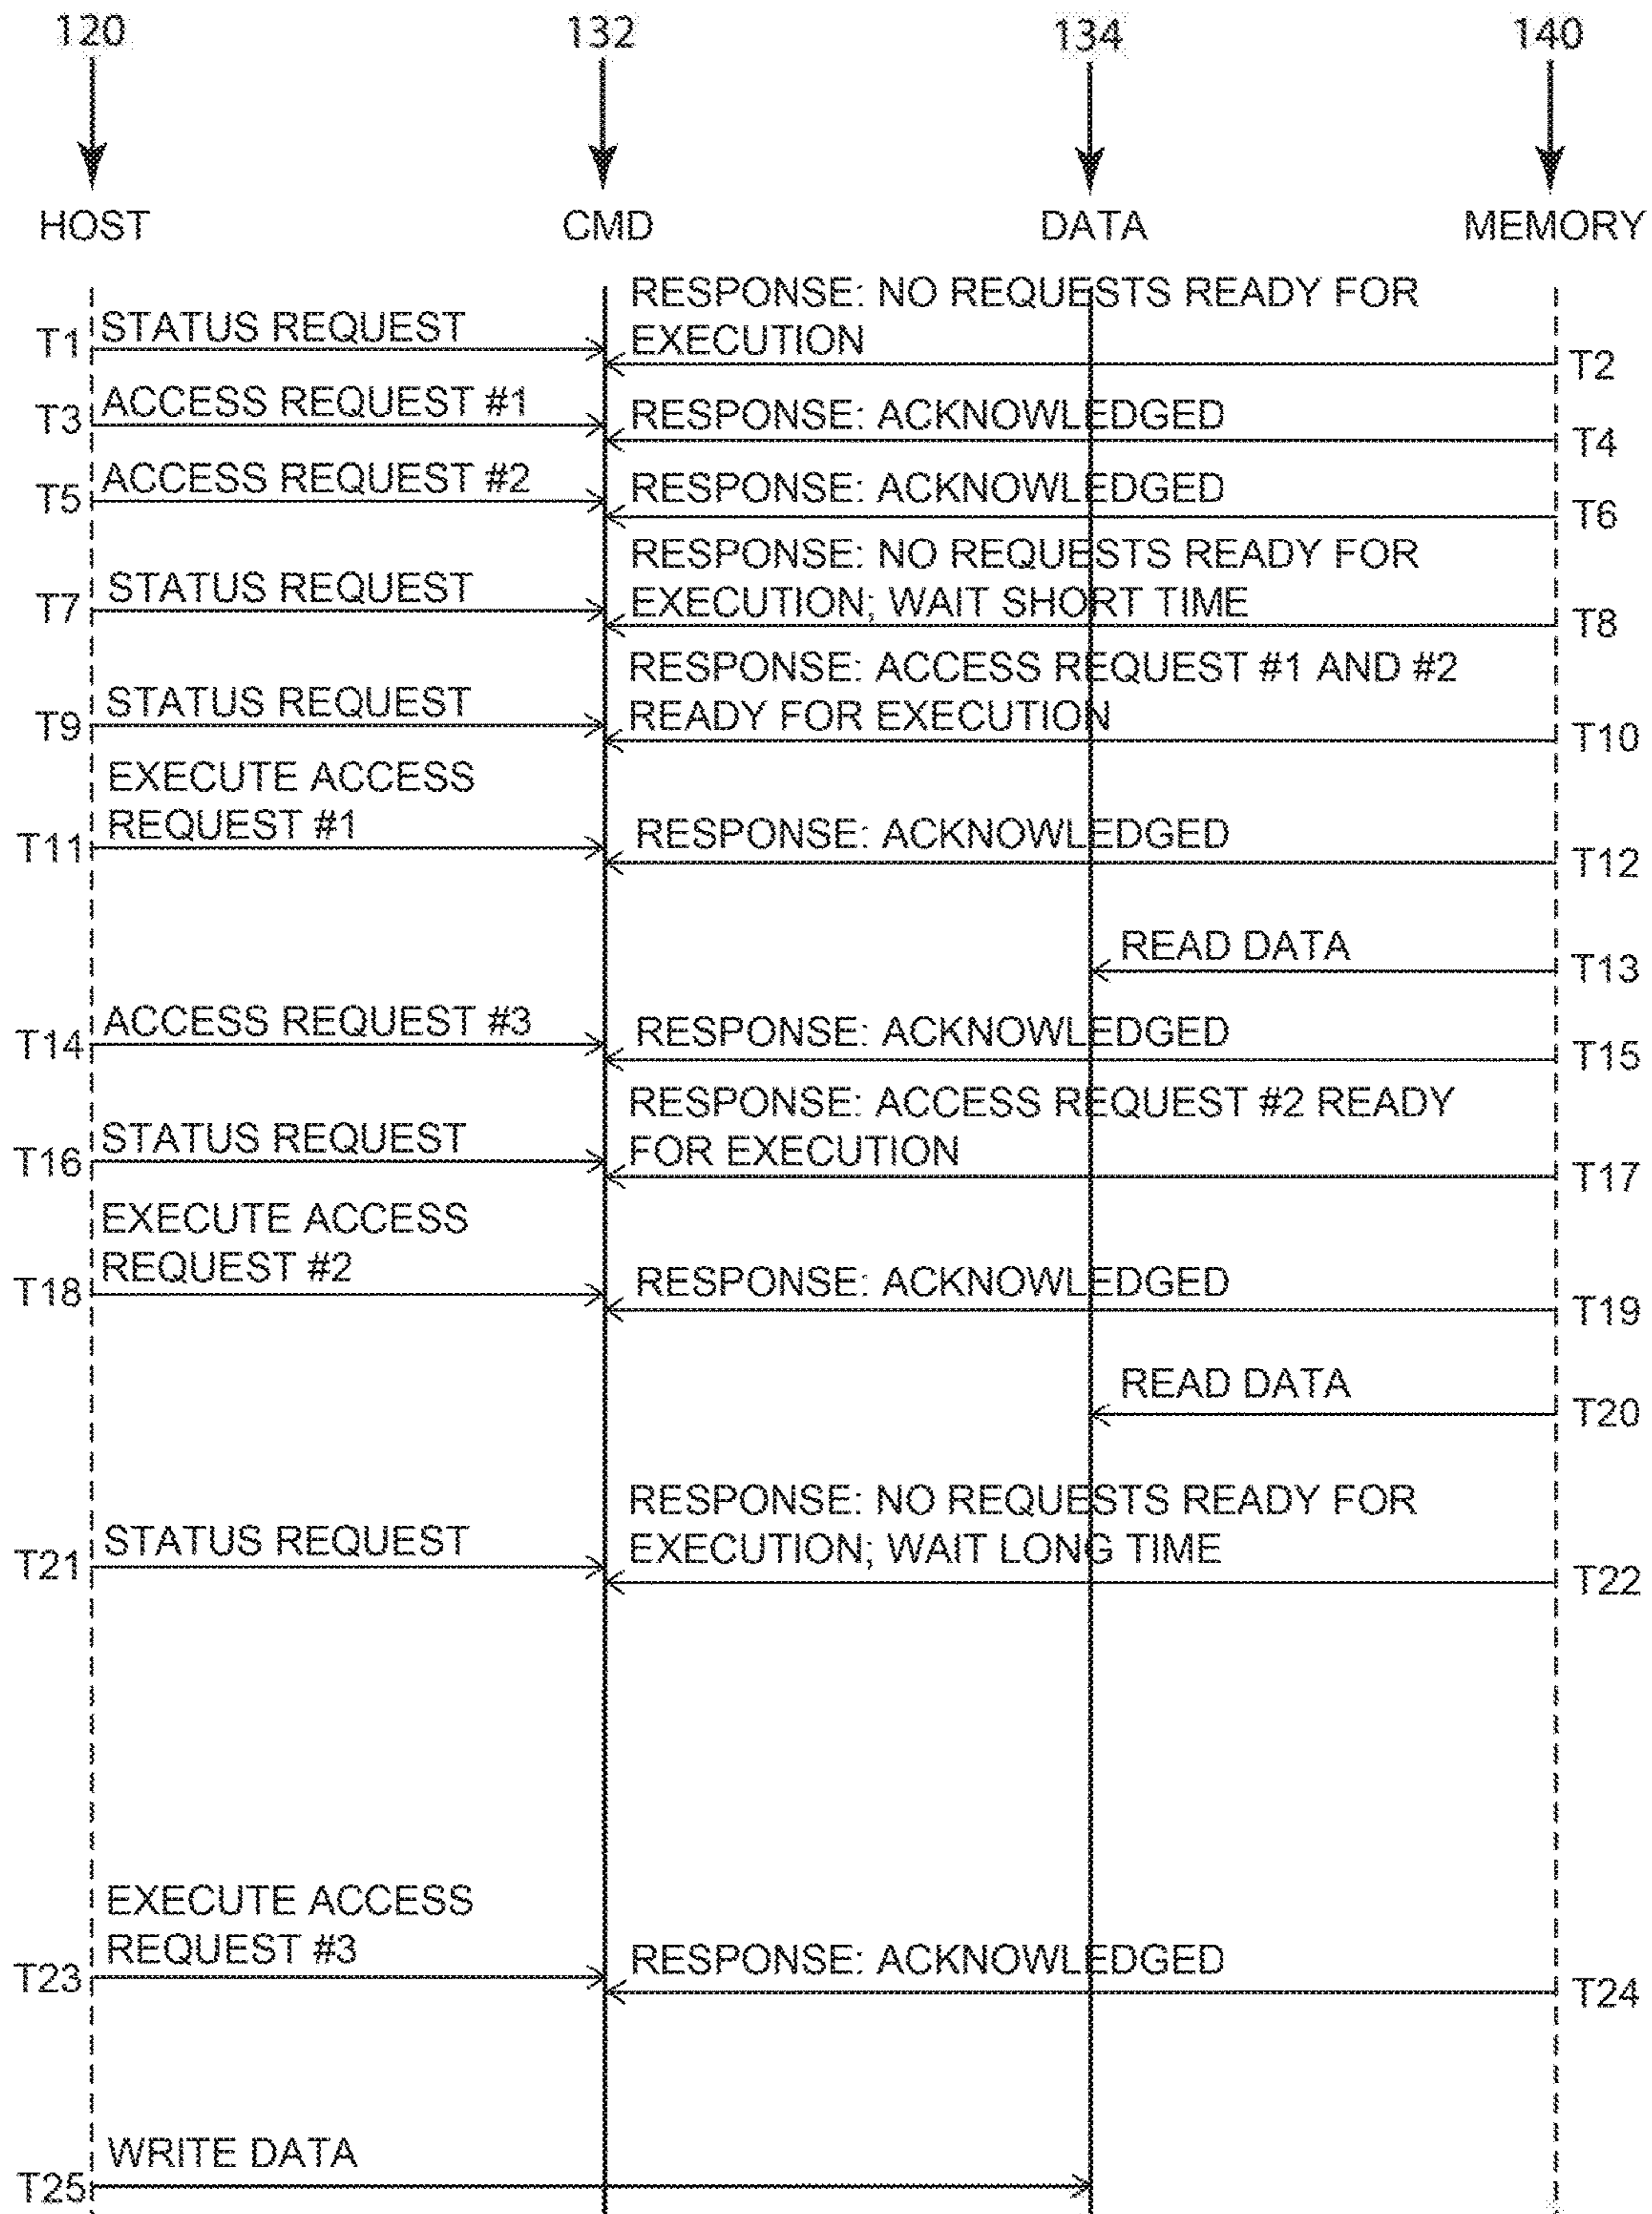 120 132 134 140
HOST CMD DATA MEMORY
RESPONSE: NO REQUESTS READY FOR
T1 STATUS REQUEST EXECUTION T2
T3 ACCESS REQUEST #1 RESPONSE: ACKNOWLEDGED T4
T5 ACCESS REQUEST #2 RESPONSE: ACKNOWLEDGED T6
RESPONSE: NO REQUESTS READY FOR
T7 STATUS REQUEST EXECUTION; WAIT SHORT TIME T8
RESPONSE: ACCESS REQUEST #1 AND #2
T9 STATUS REQUEST READY FOR EXECUTION T10
EXECUTE ACCESS
T11 REQUEST #1 RESPONSE: ACKNOWLEDGED T12
READ DATA T13
T14 ACCESS REQUEST #3 RESPONSE: ACKNOWLEDGED T15
RESPONSE: ACCESS REQUEST #2 READY
T16 STATUS REQUEST FOR EXECUTION T17
EXECUTE ACCESS
T18 REQUEST #2 RESPONSE: ACKNOWLEDGED T19
READ DATA T20
RESPONSE: NO REQUESTS READY FOR
T21 STATUS REQUEST EXECUTION; WAIT LONG TIME T22
EXECUTE ACCESS
T23 REQUEST #3 RESPONSE: ACKNOWLEDGED T24
T25 WRITE DATA